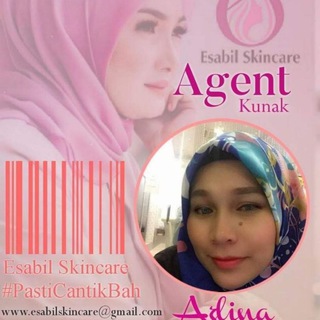 Esabil Skincare
Agent
Kunak
Esabil Skincare
#PastiCantikBah
www.esabilskincare@gmail.com
Adina